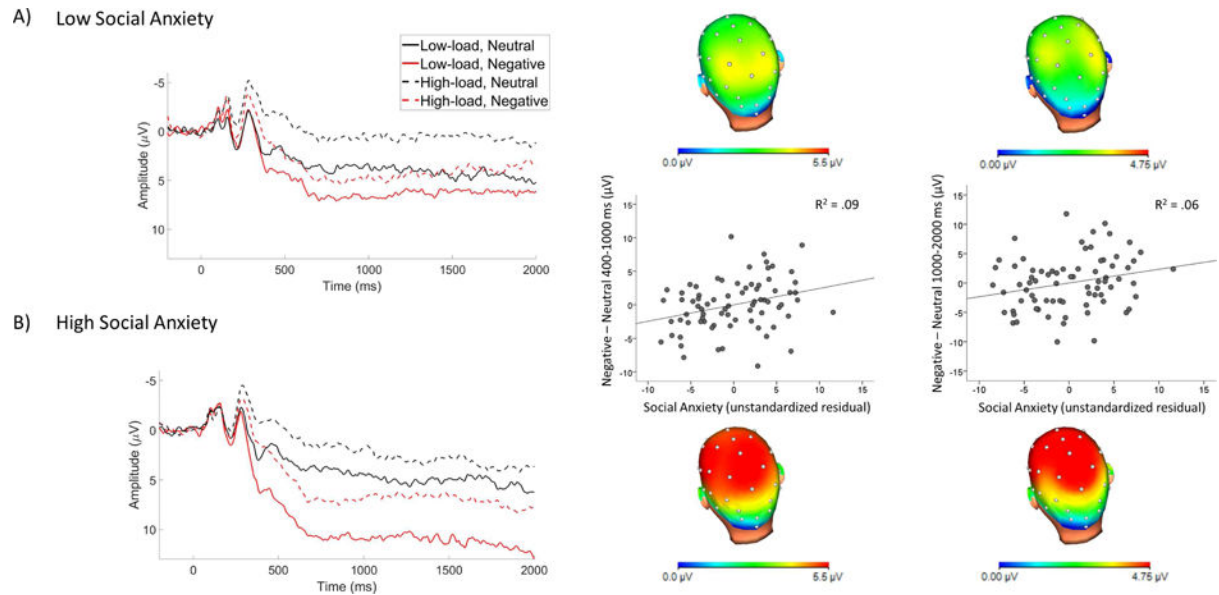 A) Low Social Anxiety
Low-load, Neutral
Low-load, Negative
High-load, Neutral
High-load, Negative
-5
0
5
10
Amplitude (µV)
0 500 1000 1500 2000
Time (ms)
B) High Social Anxiety
-5
0
5
10
Amplitude (µV)
0 500 1000 1500 2000
Time (ms)
0.0 µV 5.5 µV
0.00 µV 4.75 µV
R² = .09
15
10
5
0
-5
-10
Negative – Neutral 400-1000 ms (µV)
-10 -5 0 5 10 15
Social Anxiety (unstandardized residual)
R² = .06
15
10
5
0
-5
-10
-15
Negative – Neutral 1000-2000 ms (µV)
-10 -5 0 5 10 15
Social Anxiety (unstandardized residual)
0.0 µV 5.5 µV
0.00 µV 4.75 µV